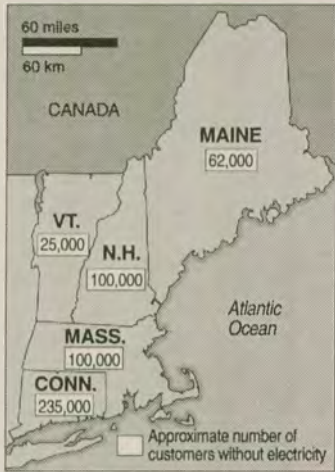 60 miles
60 km
CANADA
MAINE
62,000
VT.
25,000
N.H.
100,000
Atlantic
Ocean
MASS.
100,000
CONN.
235,000
Approximate number of
customers without electricity